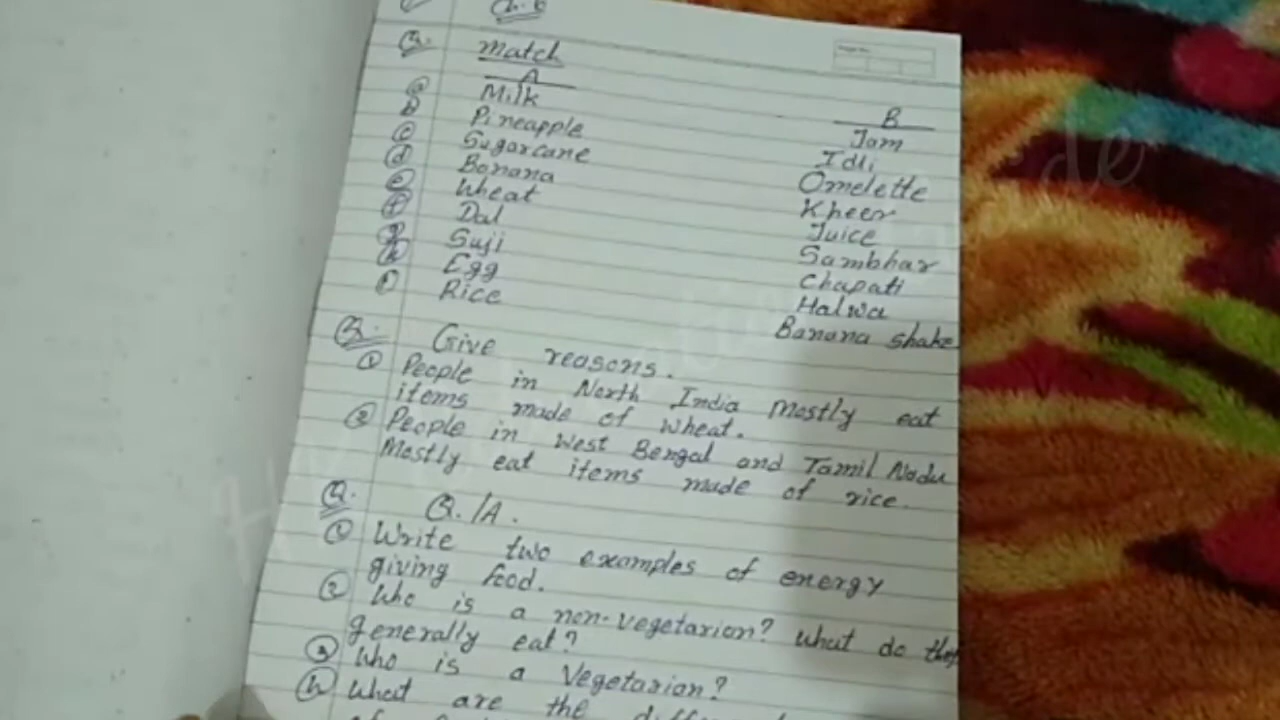 Ch. 6
Q. Match
A B
a Milk Jam
b Pineapple Idli
c Sugarcane Omelette
d Banana Kheer
e Wheat Juice
f Dal Sambhar
g Suji Chapati
h Egg Halwa
i Rice Banana shake
Q. Give reasons.
1 People in North India mostly eat
items made of wheat.
2 People in West Bengal and Tamil Nadu
Mostly eat items made of rice.
Q. Q./A.
1 Write two examples of energy
giving food.
2 Who is a non-vegetarian? What do they
generally eat?
3 Who is a Vegetarian?
4 What are the
of